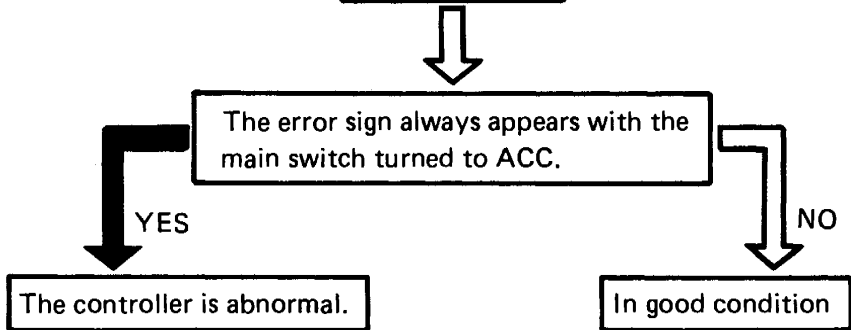 The error sign always appears with the
main switch turned to ACC.
YES
NO
The controller is abnormal.
In good condition